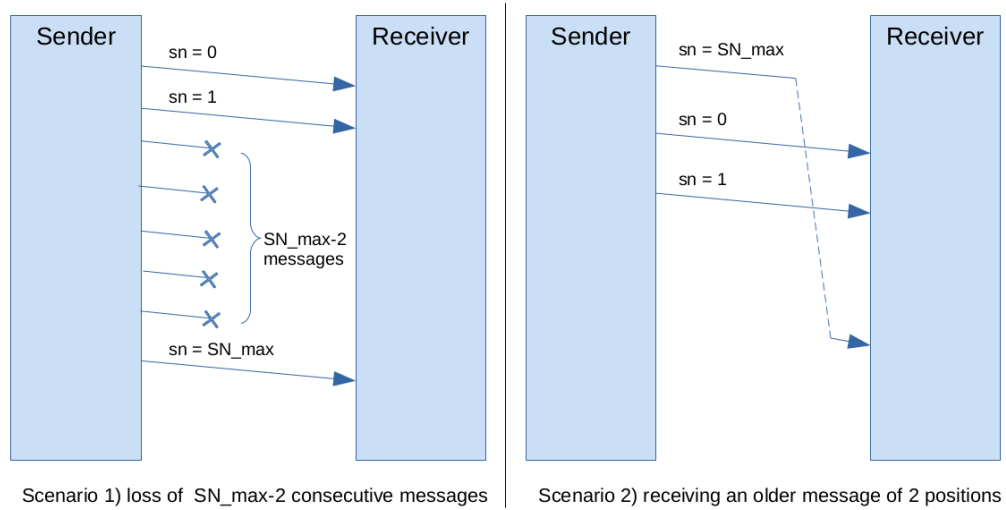 Sender
Receiver
sn = 0
sn = 1
SN_max-2
messages
sn = SN_max
Scenario 1) loss of SN_max-2 consecutive messages
Sender
Receiver
sn = SN_max
sn = 0
sn = 1
Scenario 2) receiving an older message of 2 positions